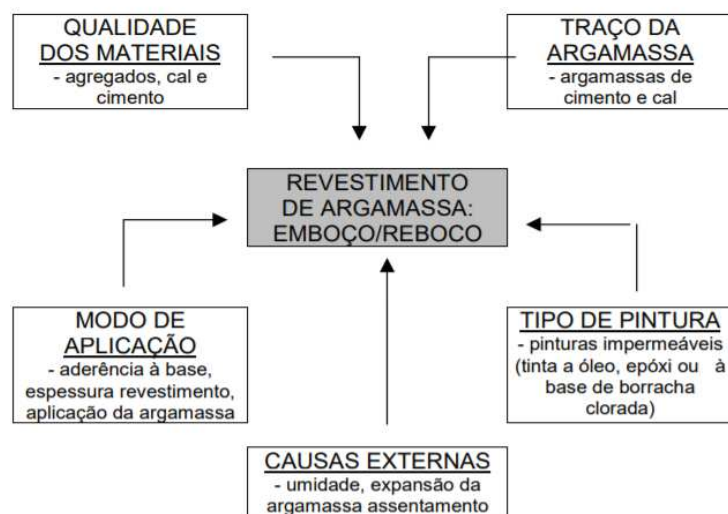 QUALIDADE
DOS MATERIAIS
- agregados, cal e
cimento
TRAÇO DA
ARGAMASSA
- argamassas de
cimento e cal
REVESTIMENTO
DE ARGAMASSA:
EMBOÇO/REBOCO
MODO DE
APLICAÇÃO
- aderência à base,
espessura revestimento,
aplicação da argamassa
TIPO DE PINTURA
- pinturas impermeáveis
(tinta a óleo, epóxi ou à
base de borracha
clorada)
CAUSAS EXTERNAS
- umidade, expansão da
argamassa assentamento